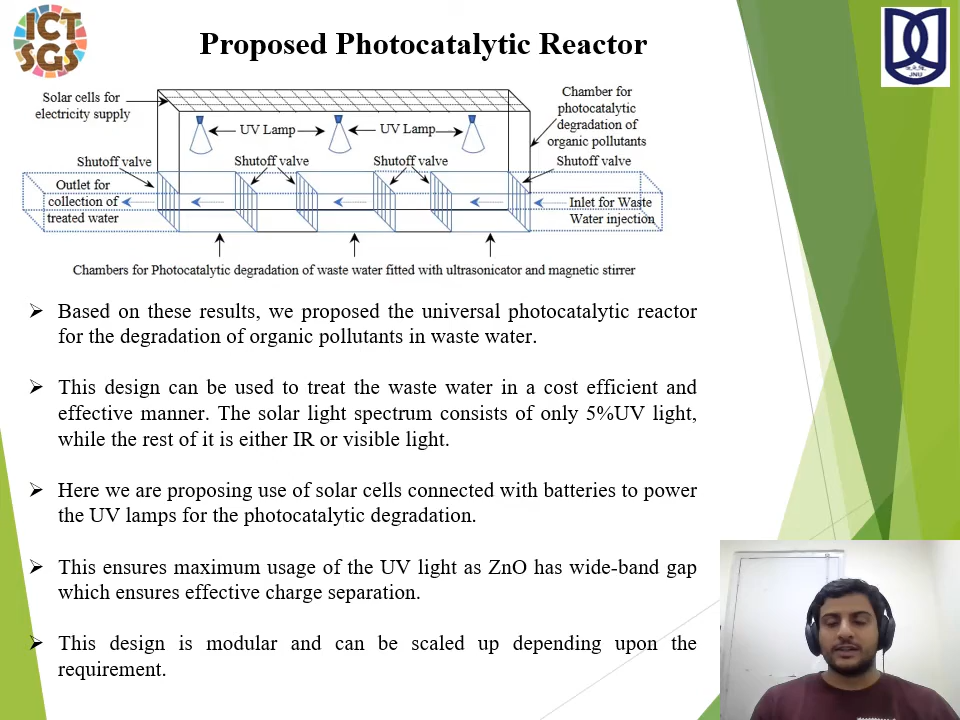 ICT
SGS
Proposed Photocatalytic Reactor
JNU
Solar cells for
electricity supply
UV Lamp
UV Lamp
Chamber for
photocatalytic
degradation of
organic pollutants
Shutoff valve
Shutoff valve
Shutoff valve
Shutoff valve
Outlet for
collection of
treated water
Inlet for Waste
Water injection
Chambers for Photocatalytic degradation of waste water fitted with ultrasonicator and magnetic stirrer
➢ Based on these results, we proposed the universal photocatalytic reactor
for the degradation of organic pollutants in waste water.
➢ This design can be used to treat the waste water in a cost efficient and
effective manner. The solar light spectrum consists of only 5%UV light,
while the rest of it is either IR or visible light.
➢ Here we are proposing use of solar cells connected with batteries to power
the UV lamps for the photocatalytic degradation.
➢ This ensures maximum usage of the UV light as ZnO has wide-band gap
which ensures effective charge separation.
➢ This design is modular and can be scaled up depending upon the
requirement.